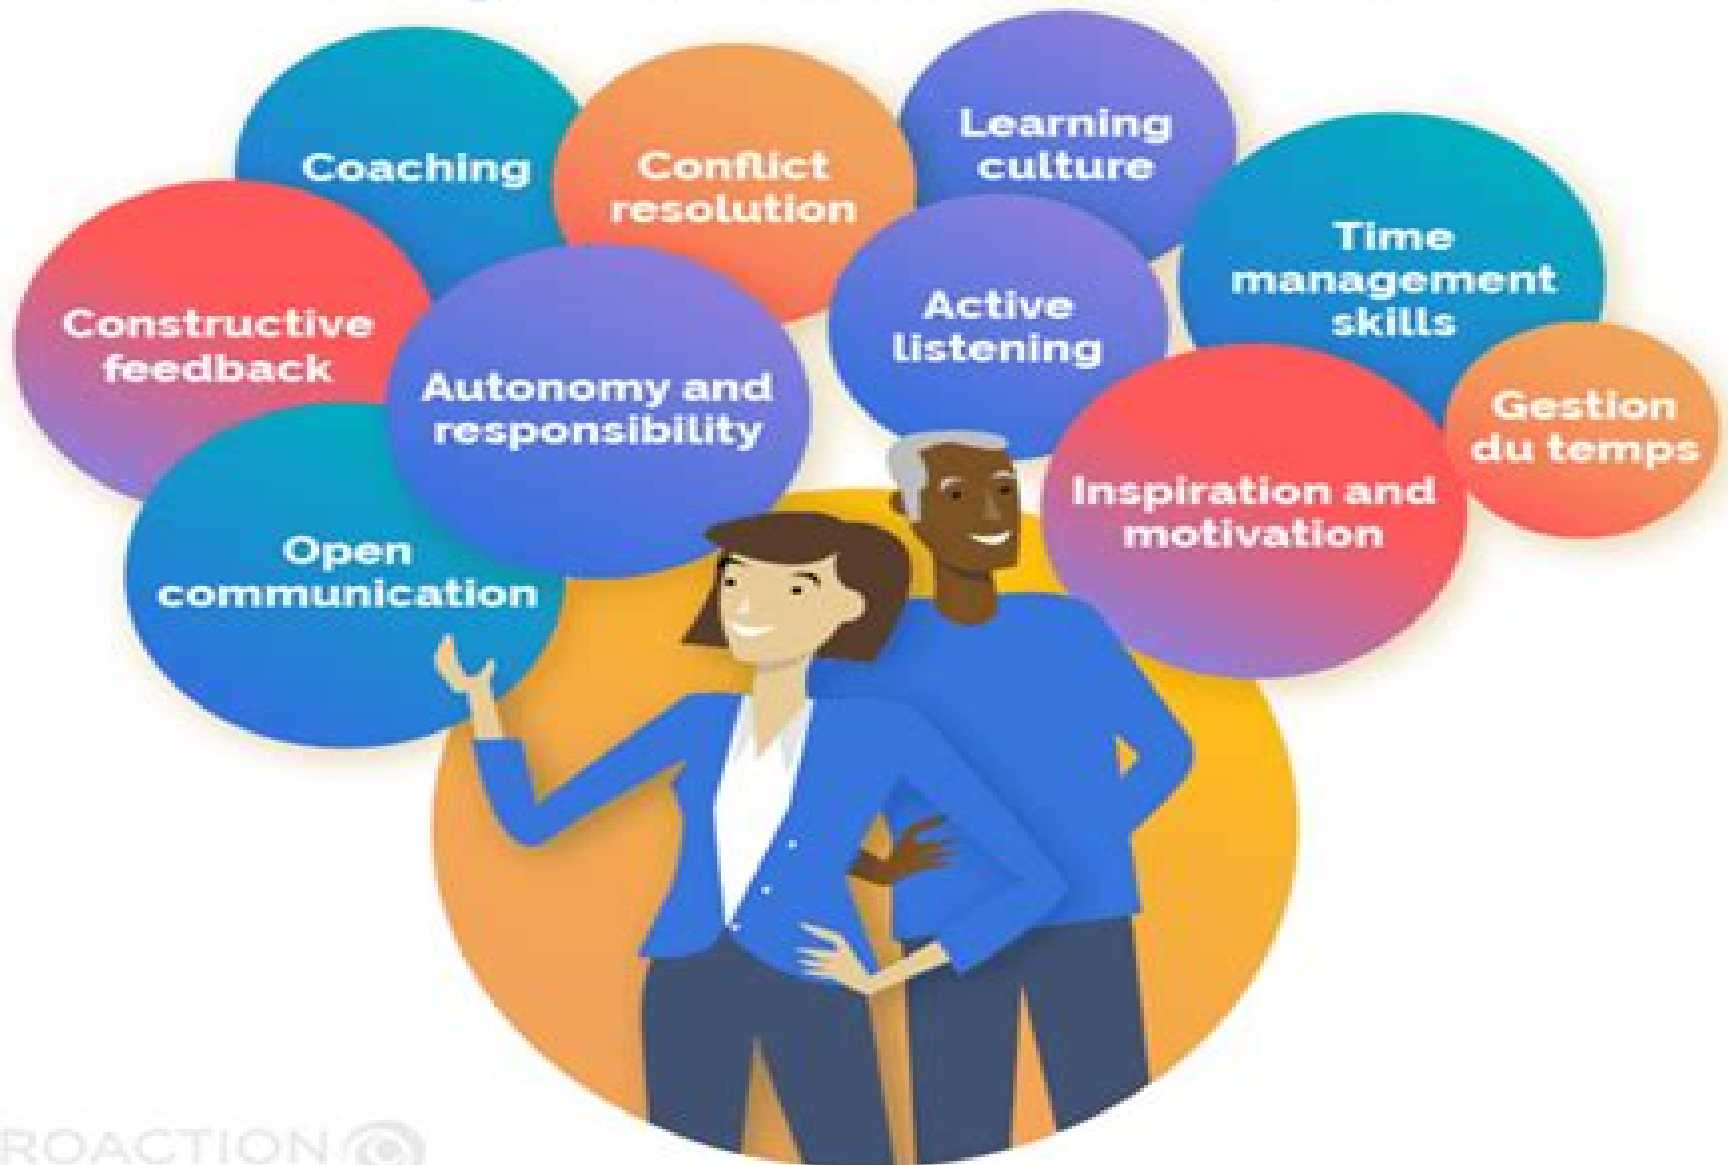 Coaching
Conflict
resolution
Learning
culture
Time
management
skills
Constructive
feedback
Autonomy and
responsibility
Active
listening
Gestion
du temps
Inspiration and
motivation
Open
communication
ROACTION